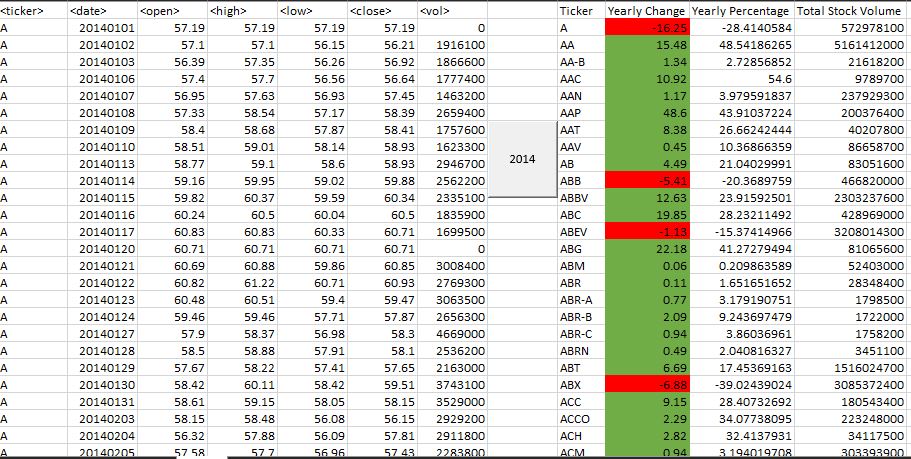 <ticker> <date> <open> <high> <low> <close> <vol> Ticker Yearly Change Yearly Percentage Total Stock Volume
A 20140101 57.19 57.19 57.19 57.19 0 A -16.25 -28.4140584 572978100
A 20140102 57.1 57.1 56.15 56.21 1916100 AA 15.48 48.54186265 5161412000
A 20140103 56.39 57.35 56.26 56.92 1866600 AA-B 1.34 2.72856852 21618200
A 20140106 57.4 57.7 56.56 56.64 1777400 AAC 10.92 54.6 9789700
A 20140107 56.95 57.63 56.93 57.45 1463200 AAN 1.17 3.979591837 237929300
A 20140108 57.33 58.54 57.17 58.39 2659400 AAP 48.6 43.91037224 200376400
A 20140109 58.4 58.68 57.87 58.41 1757600 AAT 8.38 26.66242444 40207800
A 20140110 58.51 59.01 58.14 58.93 1623300 AAV 0.45 10.36866359 86658700
A 20140113 58.77 59.1 58.6 58.93 2946700 2014 AB 4.49 21.04029991 83051600
A 20140114 59.16 59.95 59.02 59.88 2562200 ABB -5.41 -20.3689759 466820000
A 20140115 59.82 60.37 59.59 60.34 2335100 ABBV 12.63 23.91592501 2303237600
A 20140116 60.24 60.5 60.04 60.5 1835900 ABC 19.85 28.23211492 428969000
A 20140117 60.83 60.83 60.33 60.71 1699500 ABEV -1.13 -15.37414966 3208014300
A 20140120 60.71 60.71 60.71 60.71 0 ABG 22.18 41.27279494 81065600
A 20140121 60.69 60.88 59.86 60.85 3008400 ABM 0.06 0.209863589 52403000
A 20140122 60.82 61.22 60.71 60.93 2769300 ABR 0.11 1.651651652 28348400
A 20140123 60.48 60.51 59.4 59.47 3063500 ABR-A 0.77 3.179190751 1798500
A 20140124 59.46 59.46 57.71 57.87 2656300 ABR-B 2.09 9.243697479 1722000
A 20140127 57.9 58.37 56.98 58.3 4669000 ABR-C 0.94 3.86036961 1758200
A 20140128 58.5 58.88 57.91 58.1 2536200 ABRN 0.49 2.040816327 3451100
A 20140129 57.67 58.22 57.41 57.65 2163000 ABT 6.69 17.45369163 1516024700
A 20140130 58.42 60.11 58.42 59.51 3743100 ABX -6.88 -39.02439024 3085372400
A 20140131 58.61 59.15 58.05 58.15 3529000 ACC 9.15 28.40732692 180543400
A 20140203 58.15 58.48 56.08 56.15 2929200 ACCO 2.29 34.07738095 223248000
A 20140204 56.32 57.88 56.09 57.81 2911800 ACH 2.82 32.4137931 34117500
A 20140205 57.58 57.7 56.96 57.43 2283800 ACM 0.94 3.194019708 303393900